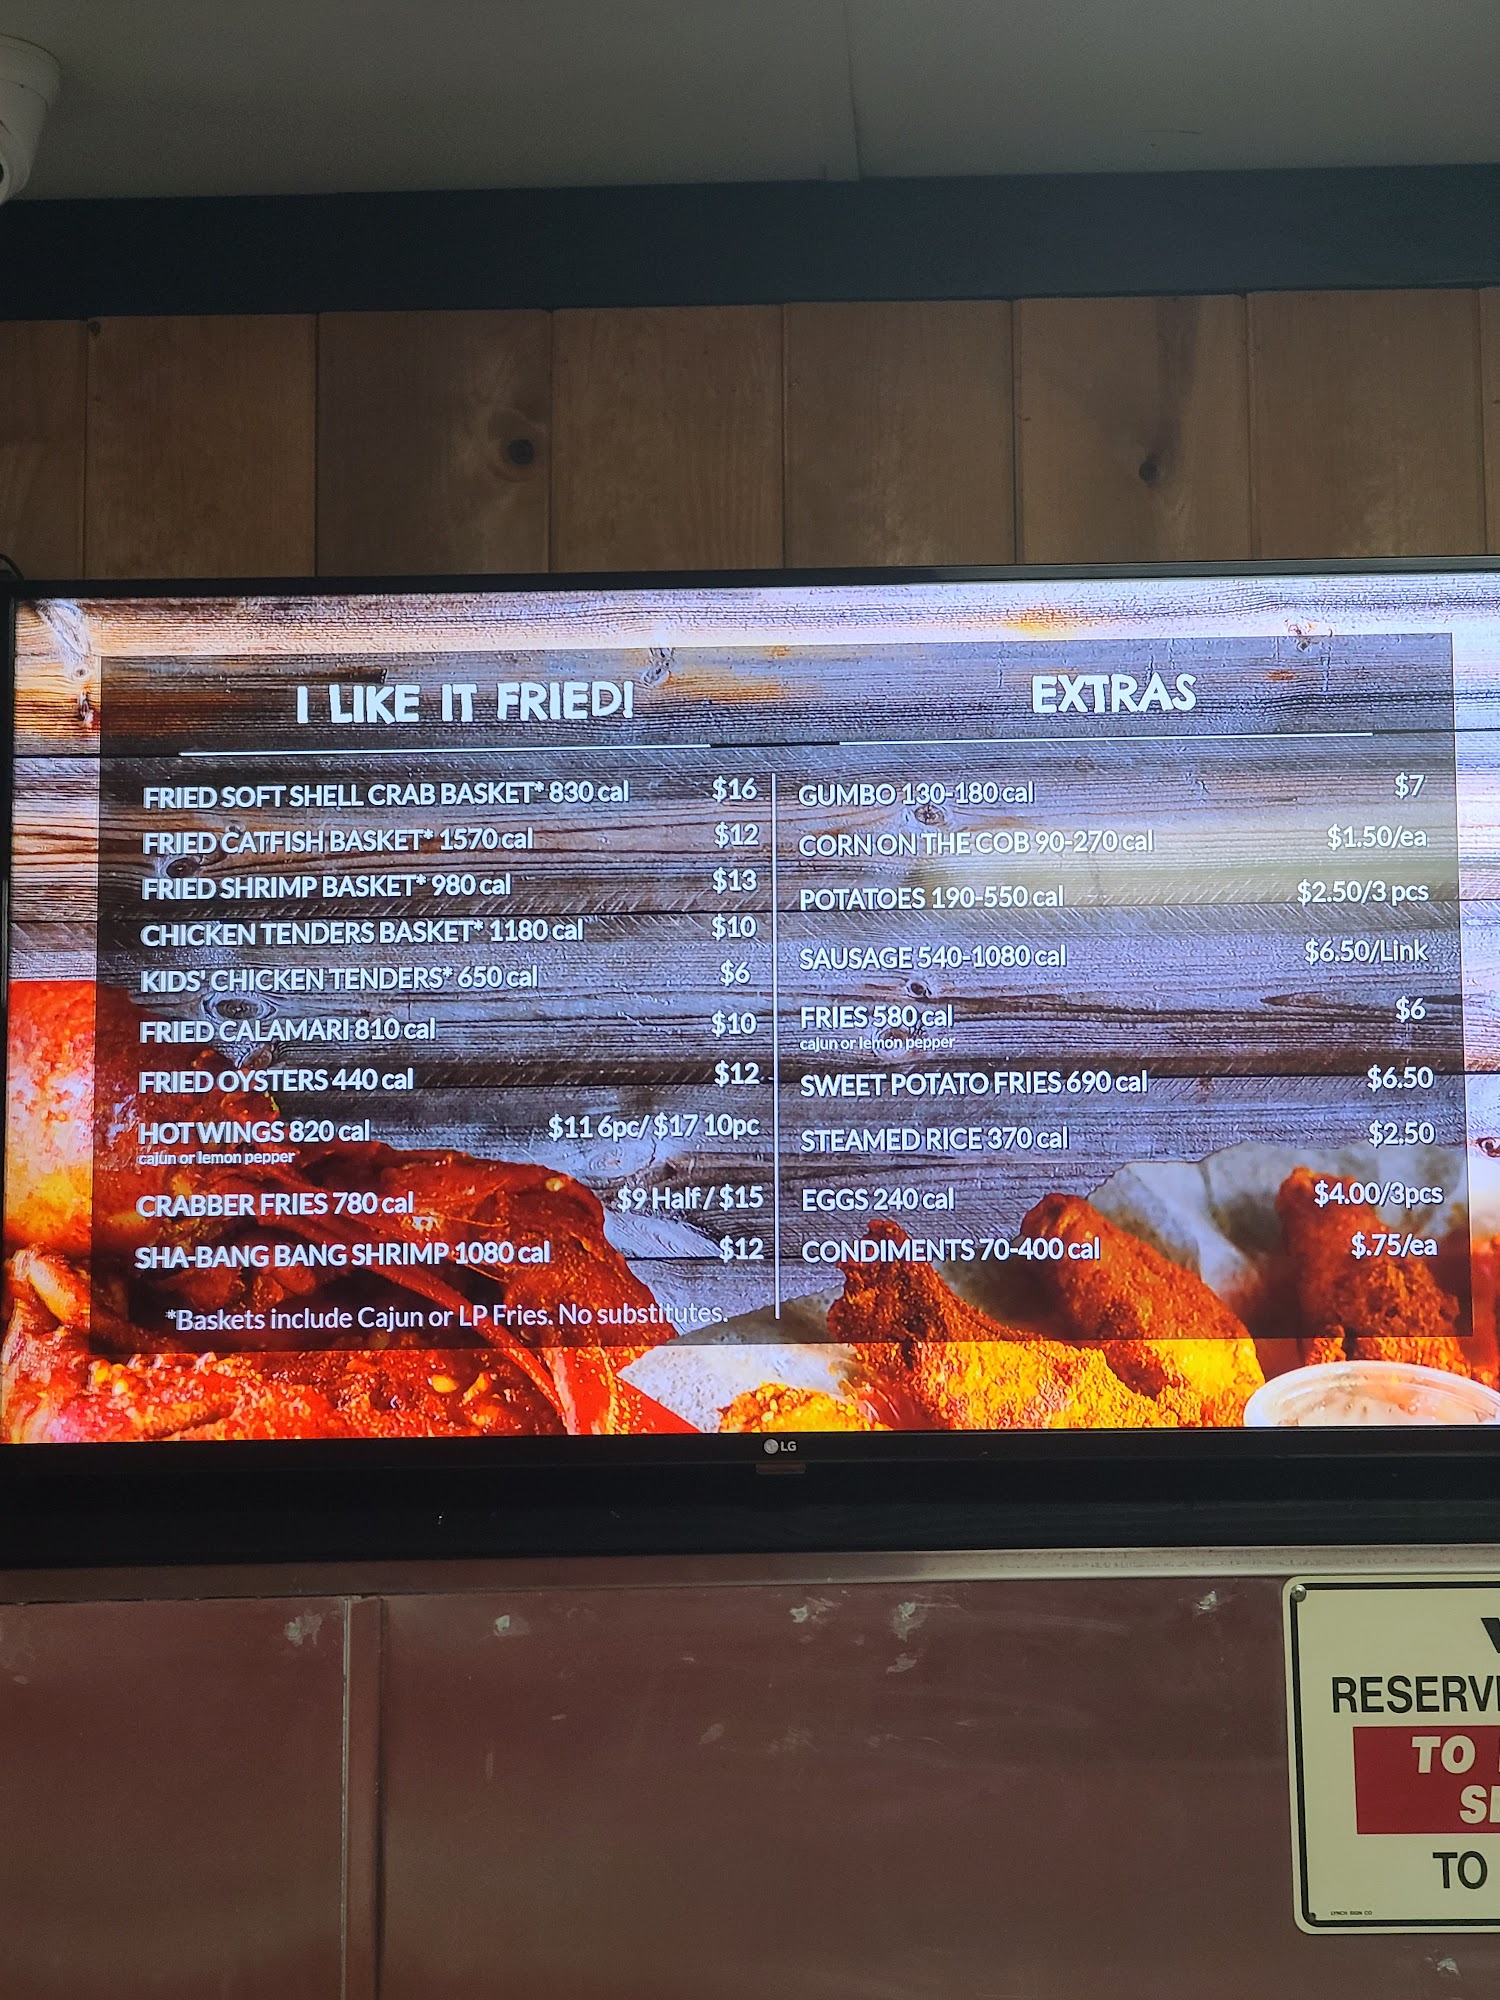 I LIKE IT FRIED!
FRIED SOFT SHELL CRAB BASKET* 830 cal $16
FRIED CATFISH BASKET* 1570 cal $12
FRIED SHRIMP BASKET* 980 cal $13
CHICKEN TENDERS BASKET* 1180 cal $10
KIDS' CHICKEN TENDERS* 650 cal $6
FRIED CALAMARI 810 cal $10
FRIED OYSTERS 440 cal $12
HOT WINGS 820 cal $11 6pc/ $17 10pc
cajun or lemon pepper
CRABBER FRIES 780 cal $9 Half / $15
SHA-BANG BANG SHRIMP 1080 cal $12
*Baskets include Cajun or LP Fries. No substitutes.
EXTRAS
GUMBO 130-180 cal $7
CORN ON THE COB 90-270 cal $1.50/ea
POTATOES 190-550 cal $2.50/3 pcs
SAUSAGE 540-1080 cal $6.50/Link
FRIES 580 cal $6
cajun or lemon pepper
SWEET POTATO FRIES 690 cal $6.50
STEAMED RICE 370 cal $2.50
EGGS 240 cal $4.00/3pcs
CONDIMENTS 70-400 cal $.75/ea
LG
RESERV
TO
TO
LYNCH SIGN CO